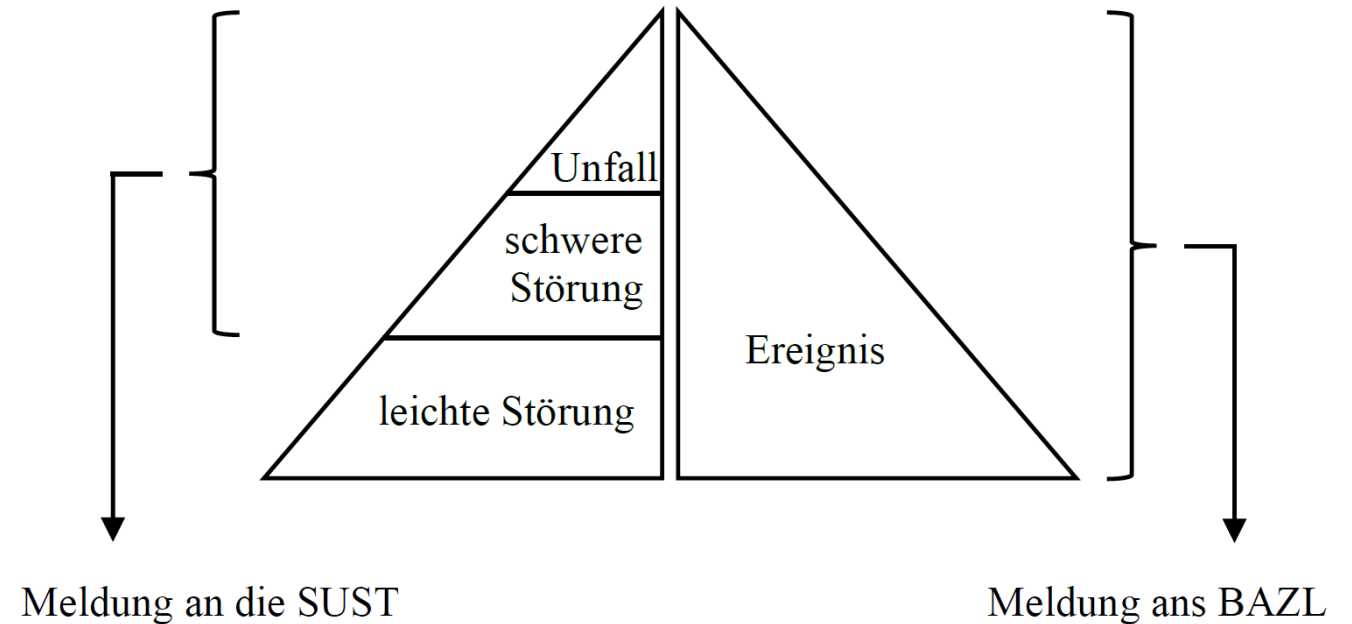 Unfall
schwere
Störung
leichte Störung
Ereignis
Meldung an die SUST
Meldung ans BAZL